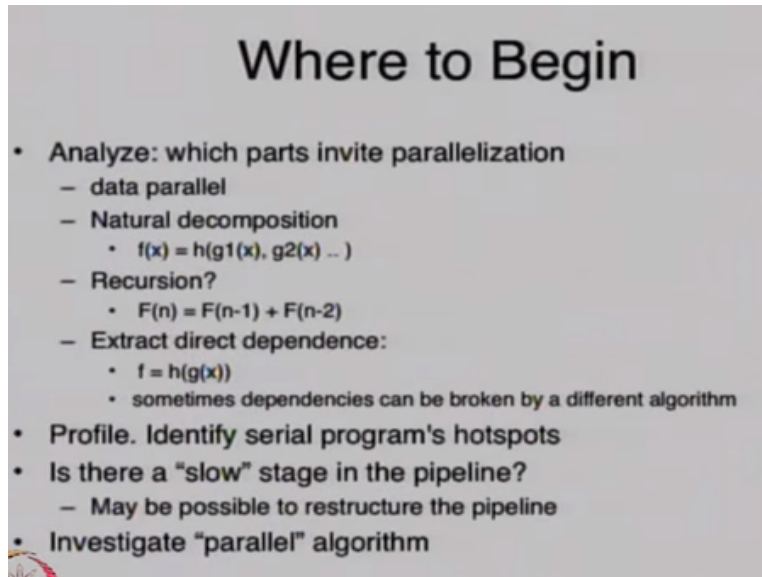 Where to Begin
• Analyze: which parts invite parallelization
– data parallel
– Natural decomposition
• f(x) = h(g1(x), g2(x) .. )
– Recursion?
• F(n) = F(n-1) + F(n-2)
– Extract direct dependence:
• f = h(g(x))
• sometimes dependencies can be broken by a different algorithm
• Profile. Identify serial program's hotspots
• Is there a "slow" stage in the pipeline?
– May be possible to restructure the pipeline
• Investigate "parallel" algorithm